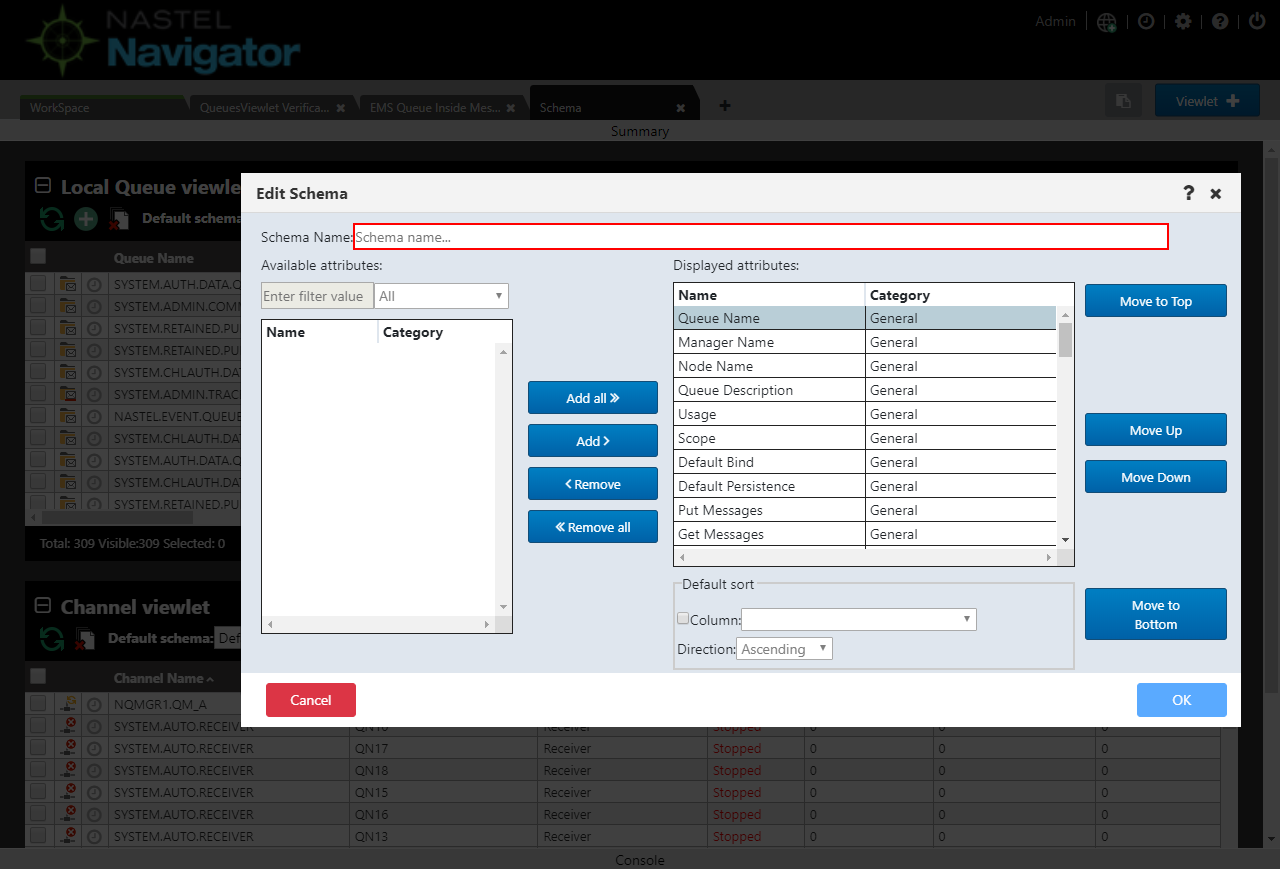 NASTEL
Navigator
Admin
WorkSpace
QueuesViewlet Verifica...
EMS Queue Inside Mes...
Schema
Viewlet
Summary
Local Queue viewle
Default schema
Queue Name
SYSTEM.AUTH.DATA.Q
SYSTEM.ADMIN.COMM
SYSTEM.RETAINED.PU
SYSTEM.RETAINED.PU
SYSTEM.CHLAUTH.DAT
SYSTEM.ADMIN.TRAC
NASTEL.EVENT.QUEUE
SYSTEM.CHLAUTH.DAT
SYSTEM.AUTH.DATA.Q
SYSTEM.CHLAUTH.DAT
SYSTEM.RETAINED.PU
Total: 309 Visible:309 Selected: 0
Edit Schema
? ×
Schema Name: Schema name...
Available attributes:
Enter filter value All
Name Category
Add all
Add
Remove
Remove all
Displayed attributes:
Name Category
Queue Name General
Manager Name General
Node Name General
Queue Description General
Usage General
Scope General
Default Bind General
Default Persistence General
Put Messages General
Get Messages General
Move to Top
Move Up
Move Down
Move to
Bottom
Default sort
Column:
Direction: Ascending
Cancel
OK
Channel viewlet
Default schema: Def
Channel Name
NQMGR1.QM_A
SYSTEM.AUTO.RECEIVER QN10 Receiver Stopped 0 0 0
SYSTEM.AUTO.RECEIVER QN17 Receiver Stopped 0 0 0
SYSTEM.AUTO.RECEIVER QN18 Receiver Stopped 0 0 0
SYSTEM.AUTO.RECEIVER QN15 Receiver Stopped 0 0 0
SYSTEM.AUTO.RECEIVER QN16 Receiver Stopped 0 0 0
SYSTEM.AUTO.RECEIVER QN13 Receiver Stopped 0 0 0
Console